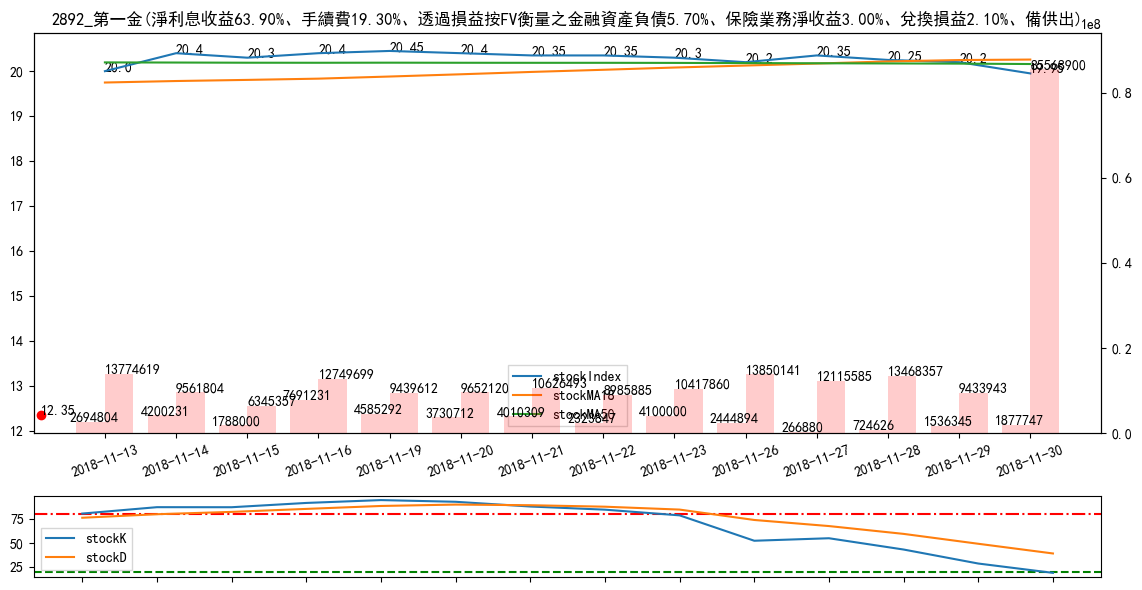 2892_第一金(淨利息收益63.90%、手續費19.30%、透過損益按FV衡量之金融資產負債5.70%、保險業務淨收益3.00%、兌換損益2.10%、備供出)
1e8
20.0 20.4 20.3 20.4 20.45 20.4 20.35 20.35 20.3 20.2 20.35 20.25 20.2 19.95
85568900
20
19
18
17
16
15
14
13
12
0.8
0.6
0.4
0.2
0.0
12.35
13774619 9561804 6345357 12749699 9439612 9652120 10626493 8985885 10417860 13850141 12115585 13468357 9433943
2694804 4200231 1788000 7691231 4585292 3730712 4010309 2323847 4100000 2444894 266880 724626 1536345 1877747
stockIndex
stockMA18
stockMA50
2018-11-13 2018-11-14 2018-11-15 2018-11-16 2018-11-19 2018-11-20 2018-11-21 2018-11-22 2018-11-23 2018-11-26 2018-11-27 2018-11-28 2018-11-29 2018-11-30
75
50
25
stockK
stockD